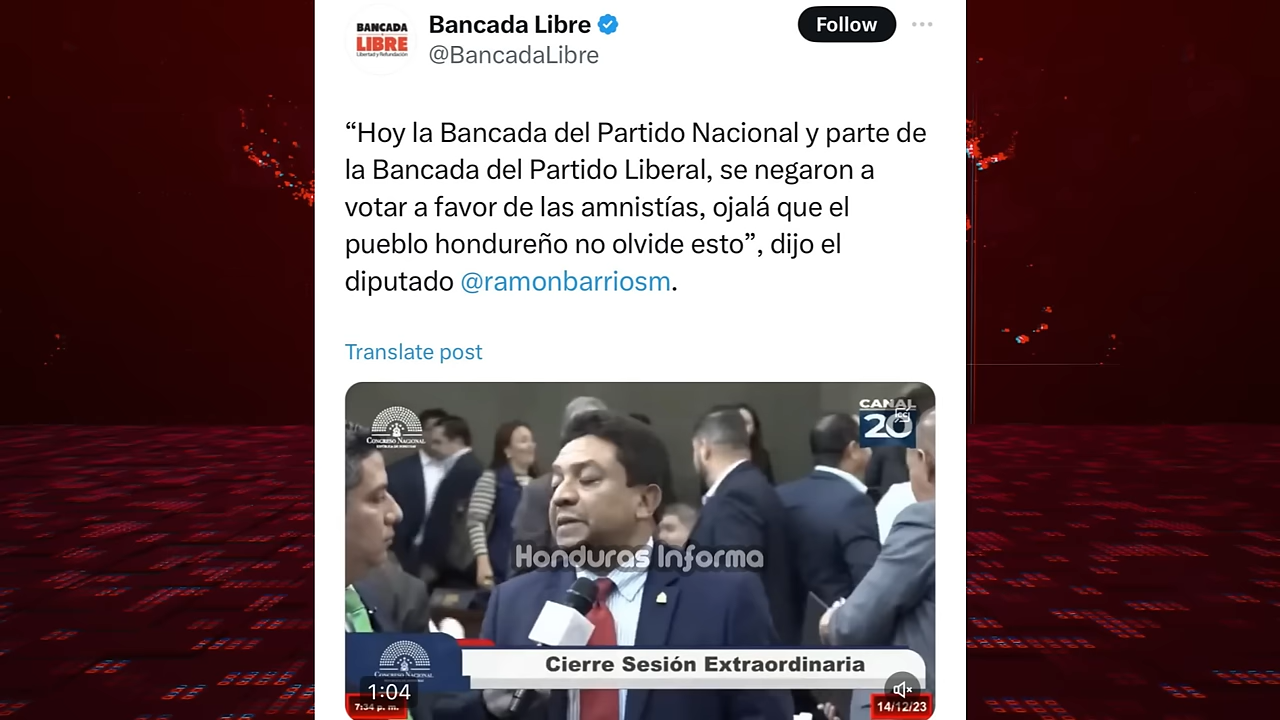 BANCADA
LIBRE
Libertad y Refundación
Bancada Libre
@BancadaLibre
Follow
“Hoy la Bancada del Partido Nacional y parte de
la Bancada del Partido Liberal, se negaron a
votar a favor de las amnistías, ojalá que el
pueblo hondureño no olvide esto”, dijo el
diputado @ramonbarriosm.
Translate post
CONGRESO NACIONAL
CANAL
20
Honduras Informa
Cierre Sesión Extraordinaria
CONGRESO NACIONAL
1:04
7:34 p. m.
14/12/23